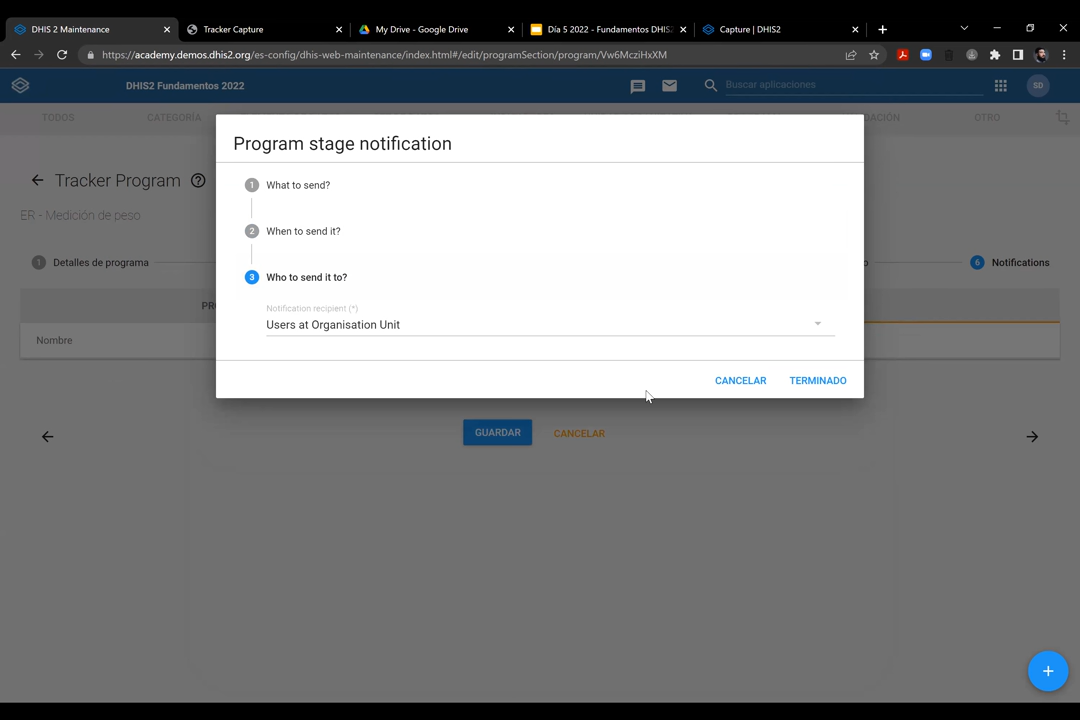 DHIS 2 Maintenance
Tracker Capture
My Drive - Google Drive
Día 5 2022 - Fundamentos DHIS2
Capture | DHIS2
https://academy.demos.dhis2.org/es-config/dhis-web-maintenance/index.html#/edit/programSection/program/Vw6McziHxXM
DHIS2 Fundamentos 2022
Buscar aplicaciones
SD
TODOS
CATEGORÍA
OTRO
Program stage notification
1 What to send?
Tracker Program
ER - Medición de peso
2 When to send it?
1 Detalles de programa
6 Notifications
3 Who to send it to?
Notification recipient (*)
Users at Organisation Unit
Nombre
CANCELAR
TERMINADO
GUARDAR
CANCELAR